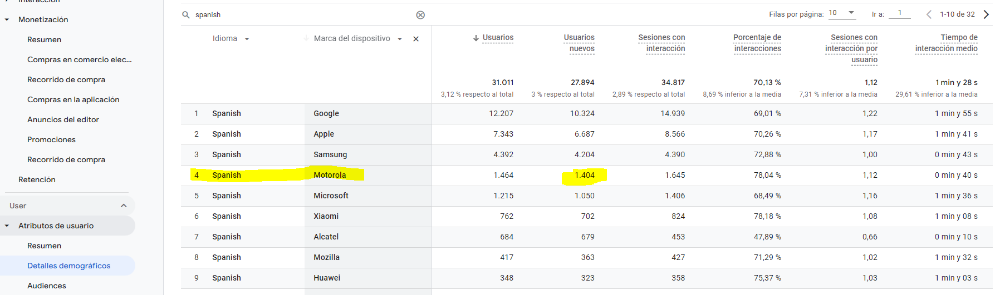 Interacción
Monetización
Resumen
Compras en comercio elec...
Recorrido de compra
Compras en la aplicación
Anuncios del editor
Promociones
Recorrido de compra
Retención
User
Atributos de usuario
Resumen
Detalles demográficos
Audiences
spanish
Filas por página: 10 Ir a: 1 1-10 de 32
Idioma Marca del dispositivo Usuarios Usuarios nuevos Sesiones con interacción Porcentaje de interacciones Sesiones con interacción por usuario Tiempo de interacción medio
31.011 27.894 34.817 70,13 % 1,12 1 min y 28 s
3,12 % respecto al total 3 % respecto al total 2,89 % respecto al total 8,69 % inferior a la media 7,31 % inferior a la media 29,61 % inferior a la media
1 Spanish Google 12.207 10.324 14.939 69,01 % 1,22 1 min y 55 s
2 Spanish Apple 7.343 6.687 8.566 70,26 % 1,17 1 min y 41 s
3 Spanish Samsung 4.392 4.204 4.390 72,88 % 1,00 0 min y 43 s
4 Spanish Motorola 1.464 1.404 1.645 78,04 % 1,12 0 min y 40 s
5 Spanish Microsoft 1.215 1.050 1.406 68,49 % 1,16 1 min y 36 s
6 Spanish Xiaomi 762 702 824 78,18 % 1,08 1 min y 08 s
7 Spanish Alcatel 684 679 453 47,89 % 0,66 0 min y 10 s
8 Spanish Mozilla 417 363 427 71,29 % 1,02 1 min y 32 s
9 Spanish Huawei 348 323 358 75,37 % 1,03 1 min y 03 s